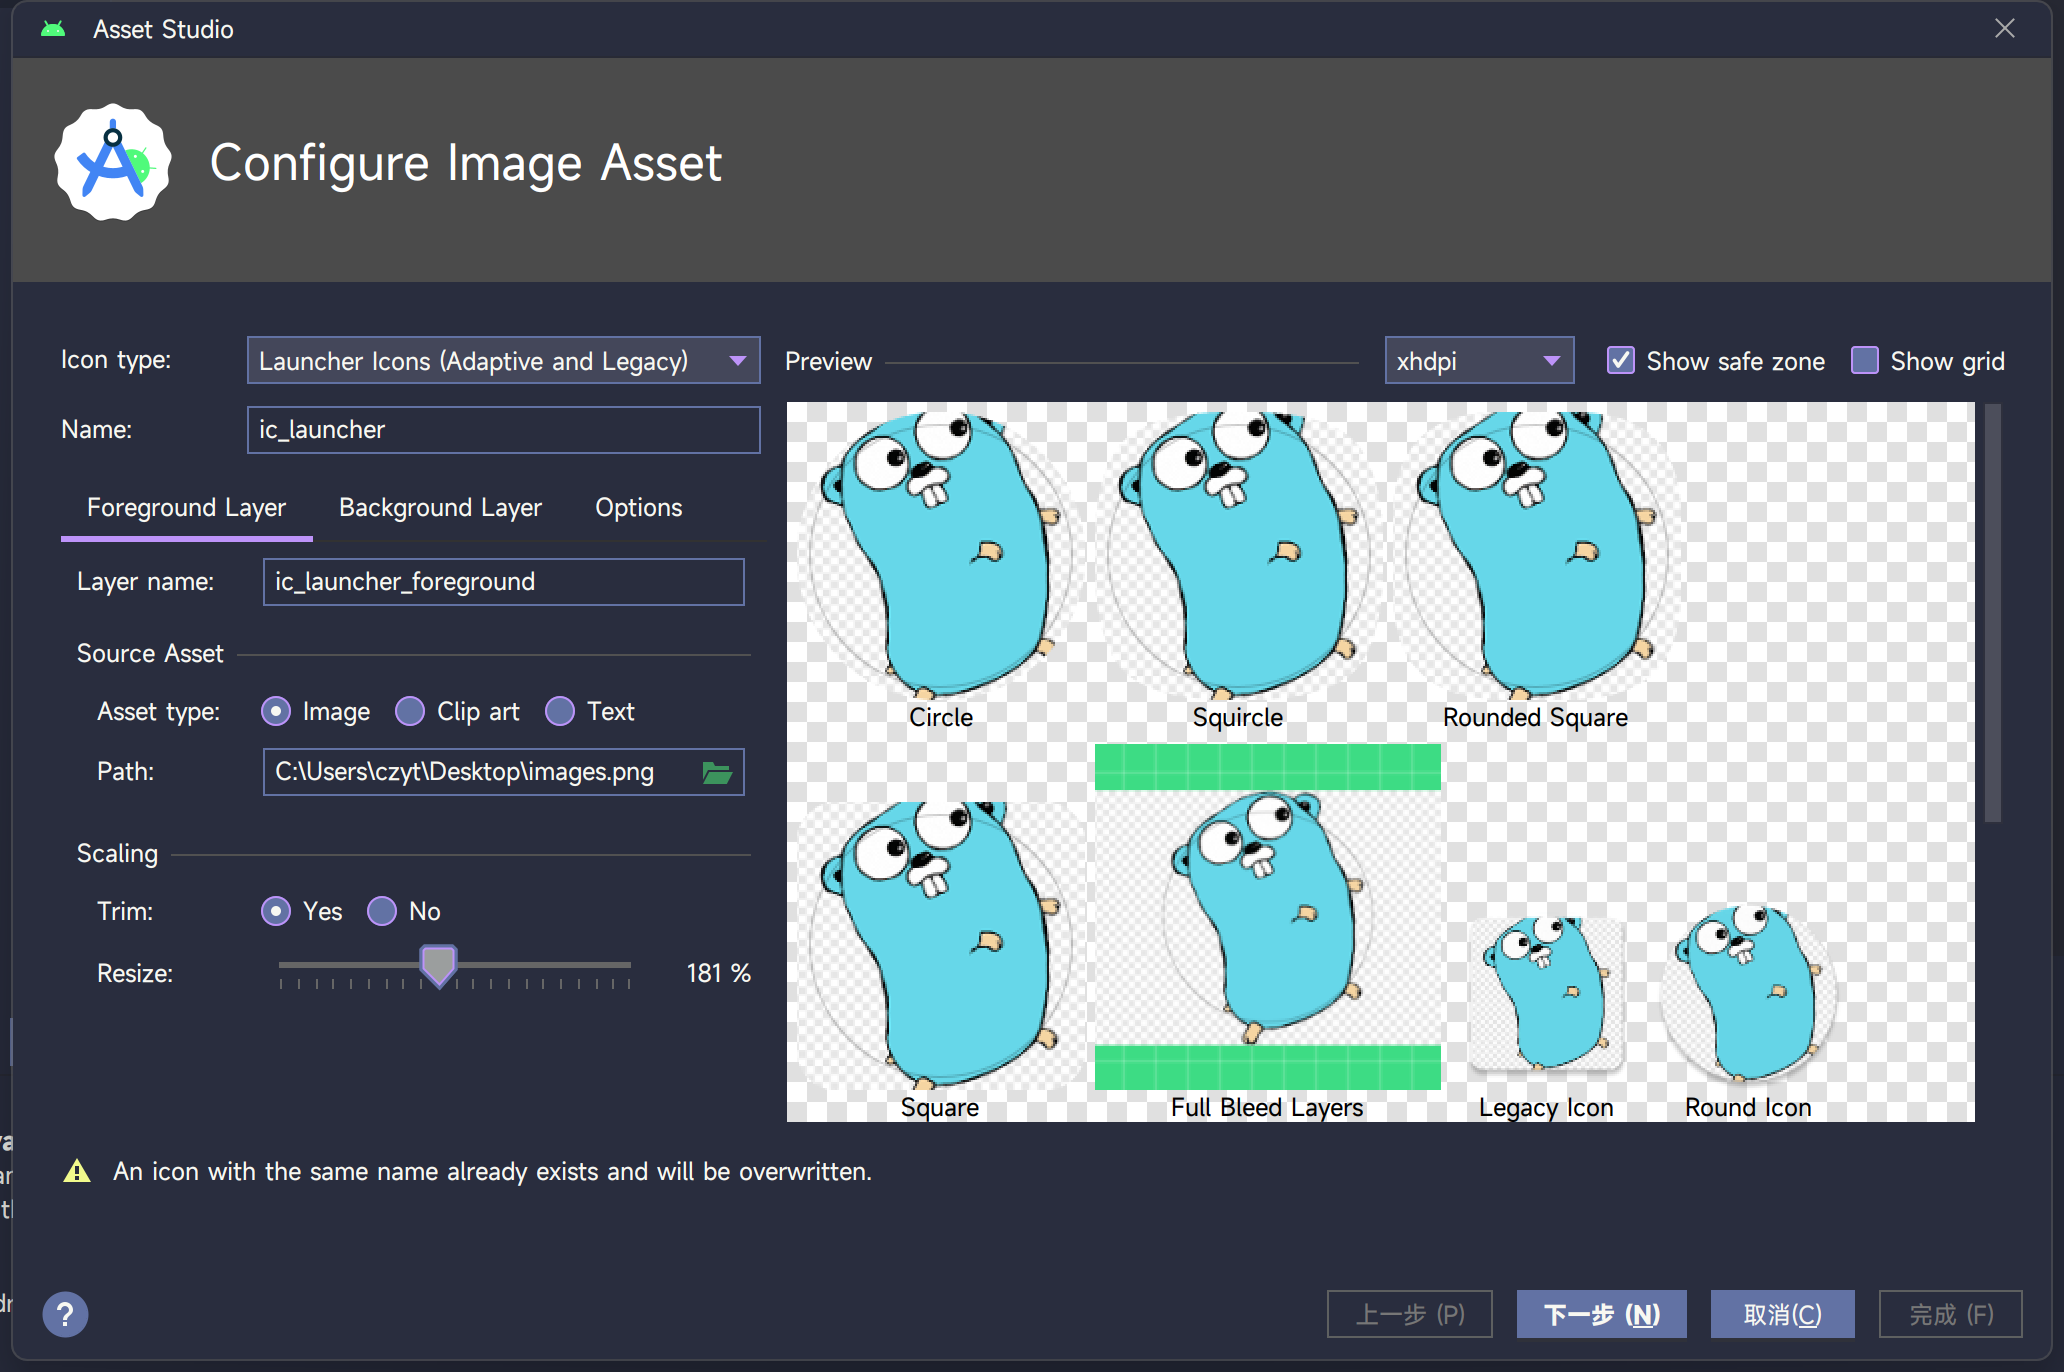 Asset Studio
Configure Image Asset
Icon type: Launcher Icons (Adaptive and Legacy)
Name: ic_launcher
Foreground Layer Background Layer Options
Layer name: ic_launcher_foreground
Source Asset
Asset type: Image Clip art Text
Path: C:\Users\czyt\Desktop\images.png
Scaling
Trim: Yes No
Resize: 181 %
Preview xhdpi Show safe zone Show grid
Circle Squircle Rounded Square
Square Full Bleed Layers Legacy Icon Round Icon
An icon with the same name already exists and will be overwritten.
? 上一步 (P) 下一步 (N) 取消(C) 完成 (F)